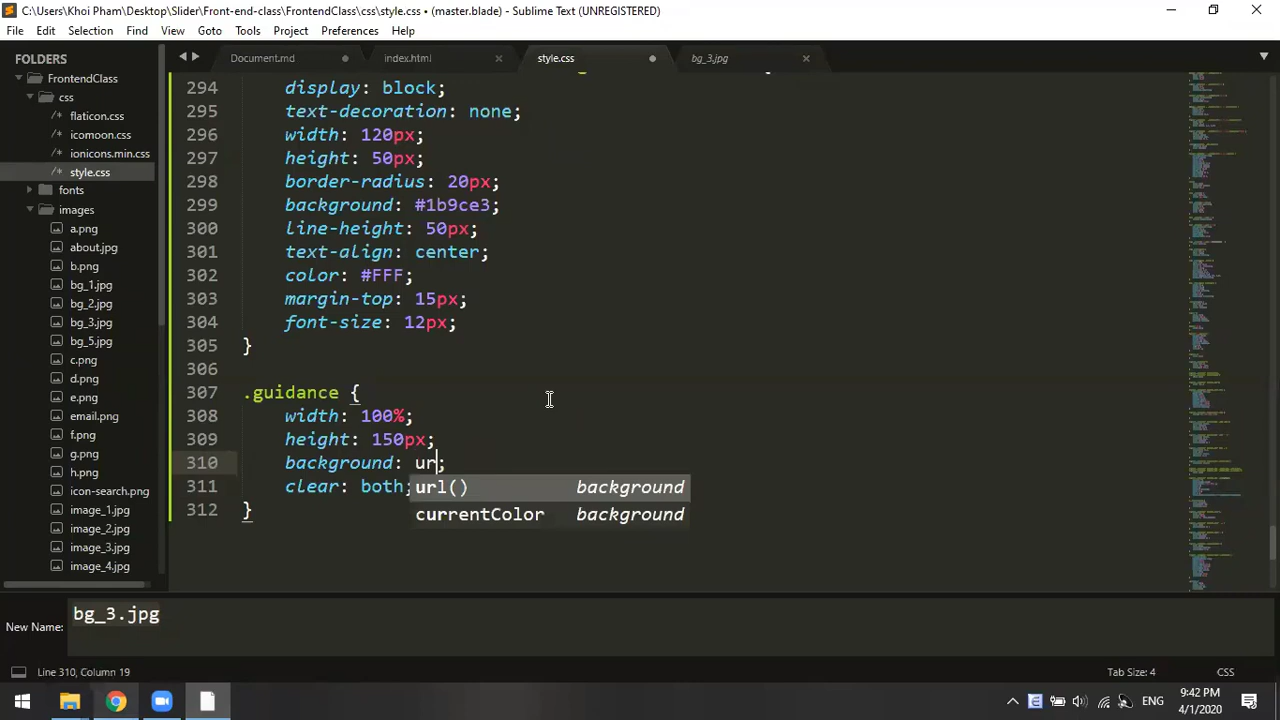 C:\Users\Khoi Pham\Desktop\Slider\Front-end-class\FrontendClass\css\style.css • (master.blade) - Sublime Text (UNREGISTERED)
File Edit Selection Find View Goto Tools Project Preferences Help
FOLDERS
FrontendClass
css
flaticon.css
icomoon.css
ionicons.min.css
style.css
fonts
images
a.png
about.jpg
b.png
bg_1.jpg
bg_2.jpg
bg_3.jpg
bg_5.jpg
c.png
d.png
e.png
email.png
f.png
g.png
h.png
icon-search.png
image_1.jpg
image_2.jpg
image_3.jpg
image_4.jpg
Document.md index.html style.css bg_3.jpg
294 display: block;
295 text-decoration: none;
296 width: 120px;
297 height: 50px;
298 border-radius: 20px;
299 background: #1b9ce3;
300 line-height: 50px;
301 text-align: center;
302 color: #FFF;
303 margin-top: 15px;
304 font-size: 12px;
305 }
306
307 .guidance {
308 width: 100%;
309 height: 150px;
310 background: ur;
311 clear: both;
312 }
url() background
currentColor background
New Name: bg_3.jpg
Line 310, Column 19 Tab Size: 4 CSS
ENG
9:42 PM
4/1/2020